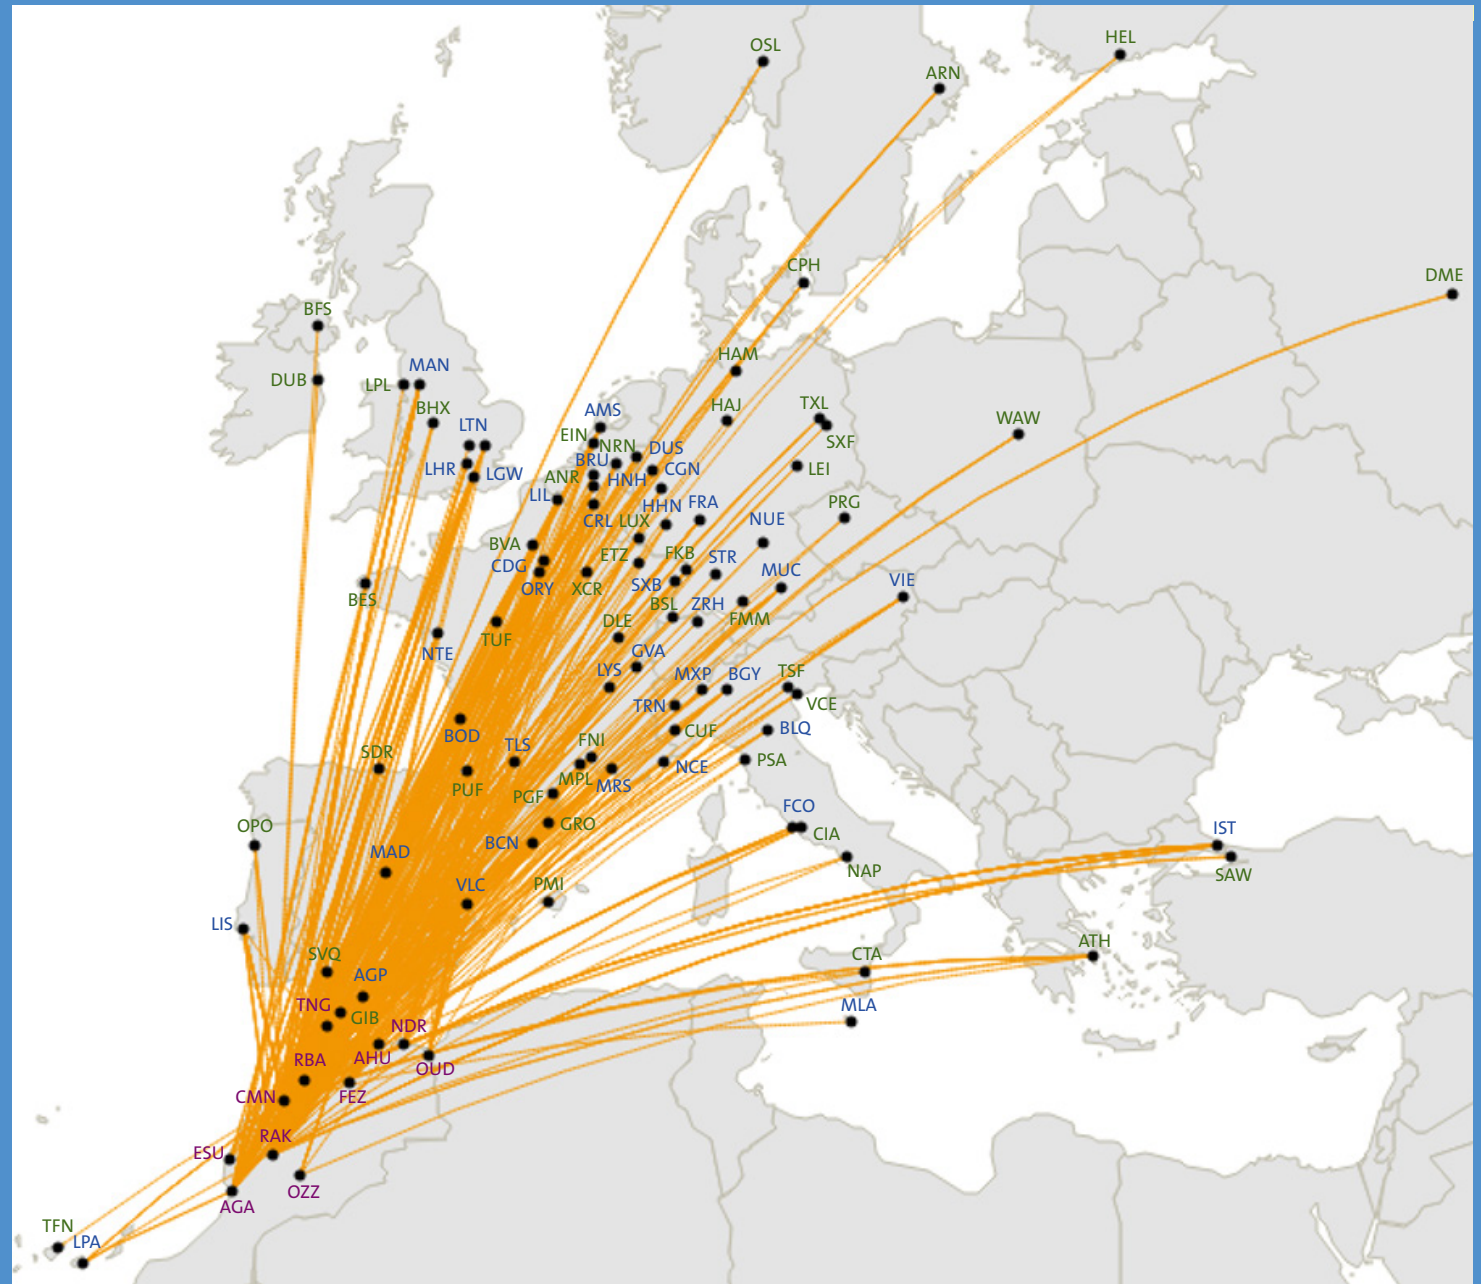 OSL
HEL
ARN
CPH
DME
BFS
HAM
MAN
DUB
LPL
BHX
AMS
HAJ
TXL
WAW
LTN
EIN
NRN
DUS
SXF
BRU
LHR
LGW
ANR
HNH
CGN
LEI
LIL
HHN
FRA
PRG
CRL
LUX
NUE
BVA
ETZ
FKB
STR
CDG
ORY
XCR
SXB
MUC
VIE
BES
BSL
ZRH
FMM
DLE
TUF
NTE
GVA
LYS
MXP
BGY
TSF
TRN
VCE
BOD
CUF
BLQ
SDR
TLS
FNI
PSA
NCE
MPL
MRS
PUF
PGF
FCO
OPO
GRO
CIA
IST
BCN
MAD
NAP
SAW
VLC
PMI
LIS
ATH
SVQ
CTA
AGP
TNG
GIB
MLA
NDR
RBA
AHU
OUD
CMN
FEZ
RAK
ESU
OZZ
AGA
TFN
LPA